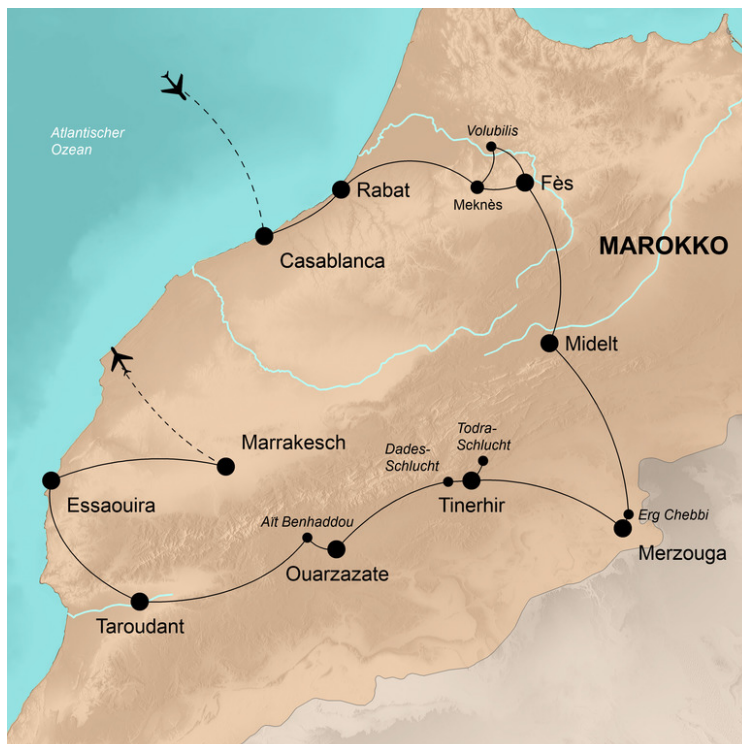 Atlantischer
Ozean
Volubilis
Rabat
Fès
Meknès
MAROKKO
Casablanca
Midelt
Marrakesch
Todra-
Schlucht
Dades-
Schlucht
Essaouira
Tinerhir
Erg Chebbi
Aït Benhaddou
Merzouga
Ouarzazate
Taroudant